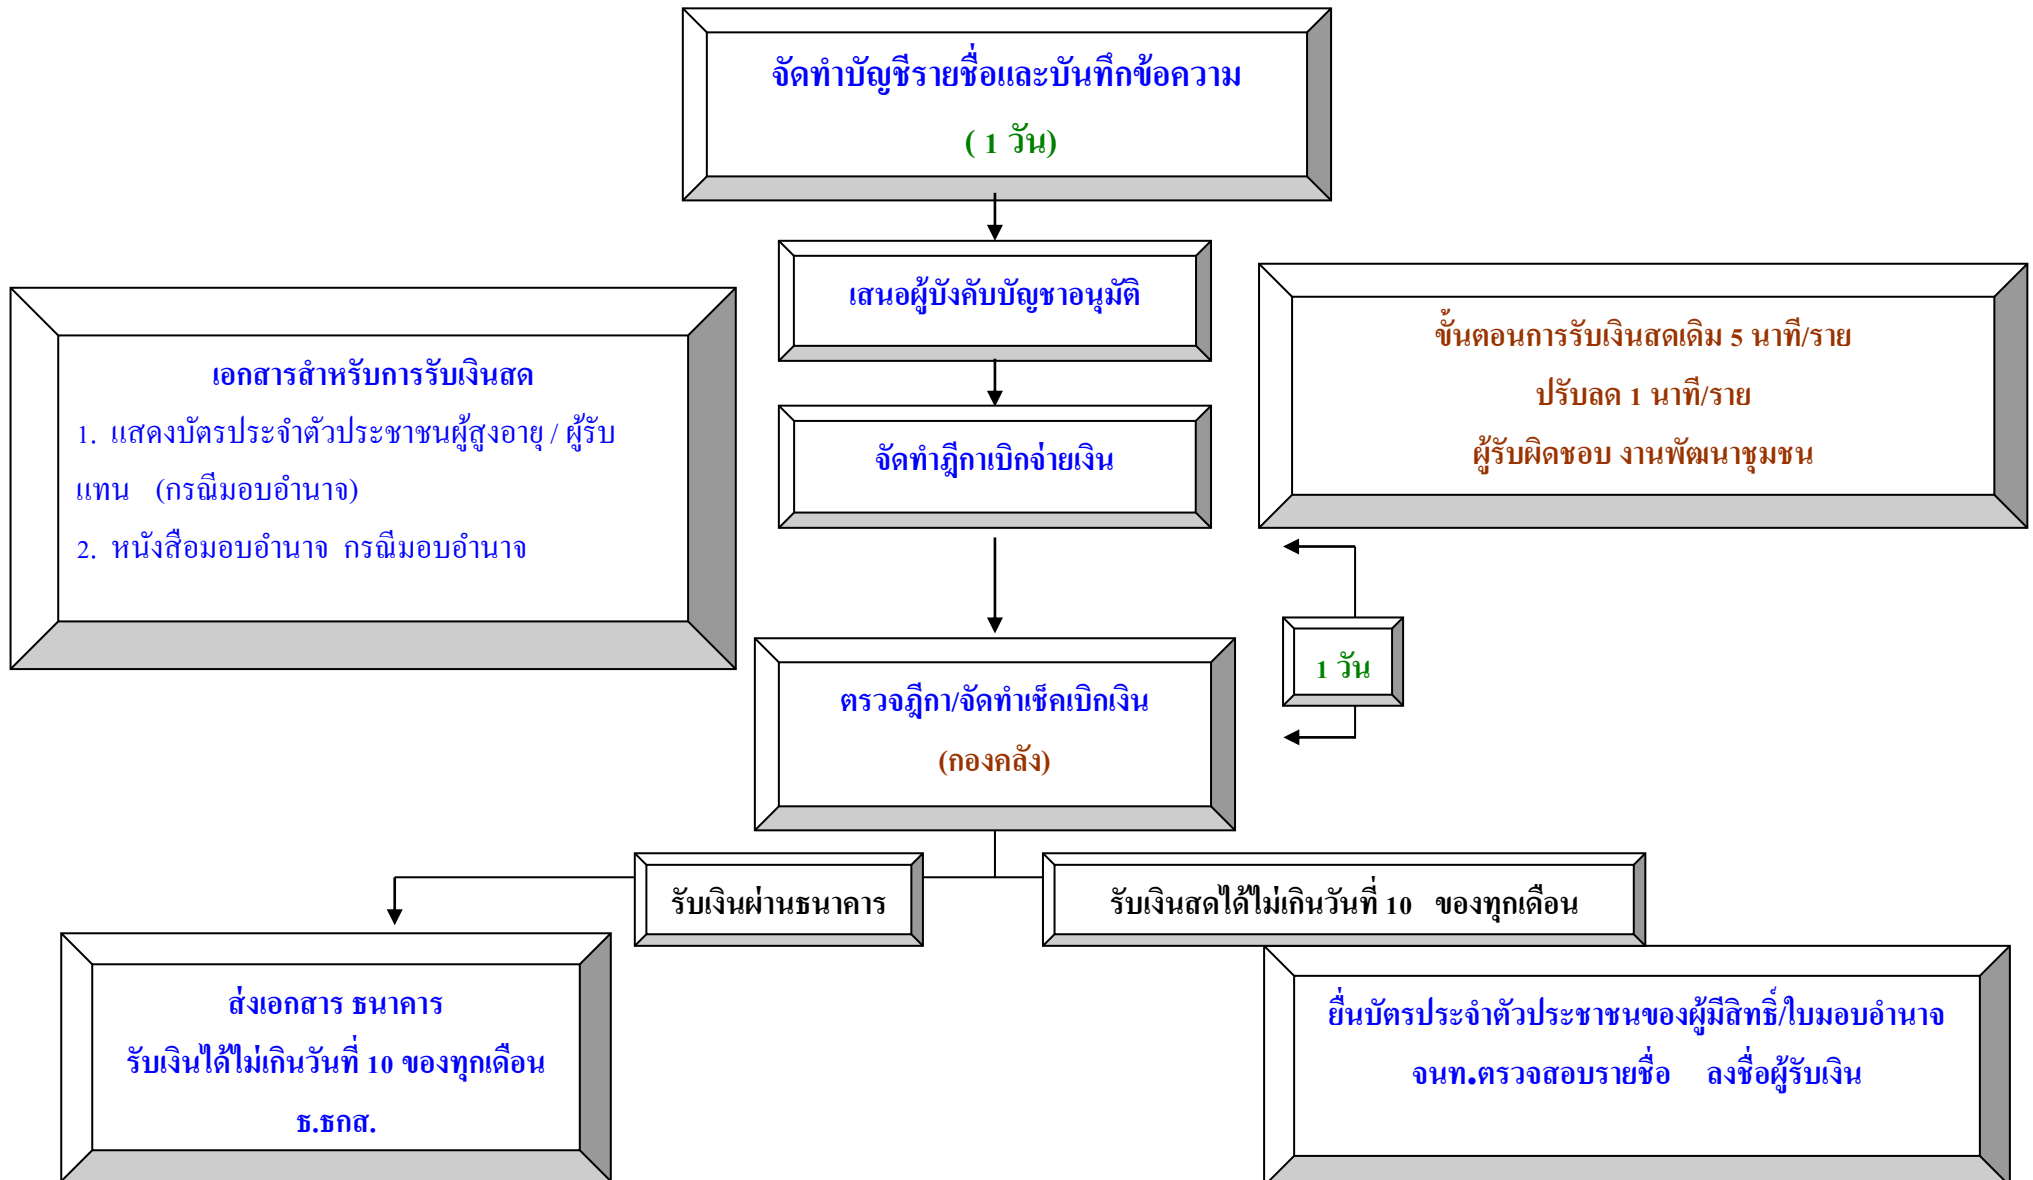 จัดทำบัญชีรายชื่อและบันทึกข้อความ
( 1 วัน)
เสนอผู้บังคับบัญชาอนุมัติ
เอกสารสำหรับการรับเงินสด
1. แสดงบัตรประจำตัวประชาชนผู้สูงอายุ / ผู้รับ
แทน (กรณีมอบอำนาจ)
2. หนังสือมอบอำนาจ กรณีมอบอำนาจ
จัดทำฎีกาเบิกจ่ายเงิน
ขั้นตอนการรับเงินสดเดิม 5 นาที/ราย
ปรับลด 1 นาที/ราย
ผู้รับผิดชอบ งานพัฒนาชุมชน
1 วัน
ตรวจฎีกา/จัดทำเช็คเบิกเงิน
(กองคลัง)
รับเงินผ่านธนาคาร
รับเงินสดได้ไม่เกินวันที่ 10 ของทุกเดือน
ส่งเอกสาร ธนาคาร
รับเงินได้ไม่เกินวันที่ 10 ของทุกเดือน
ธ.ธกส.
ยื่นบัตรประจำตัวประชาชนของผู้มีสิทธิ์/ใบมอบอำนาจ
จนท.ตรวจสอบรายชื่อ ลงชื่อผู้รับเงิน